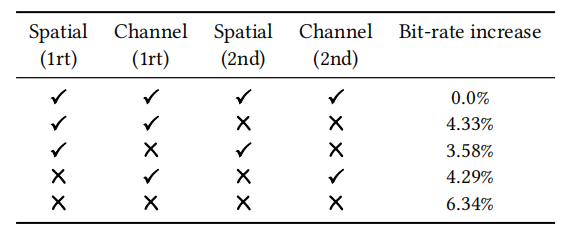 Spatial Channel Spatial Channel Bit-rate increase
(1rt) (1rt) (2nd) (2nd)
✓ ✓ ✓ ✓ 0.0%
✓ ✓ ✗ ✗ 4.33%
✓ ✗ ✓ ✗ 3.58%
✗ ✓ ✗ ✓ 4.29%
✗ ✗ ✗ ✗ 6.34%